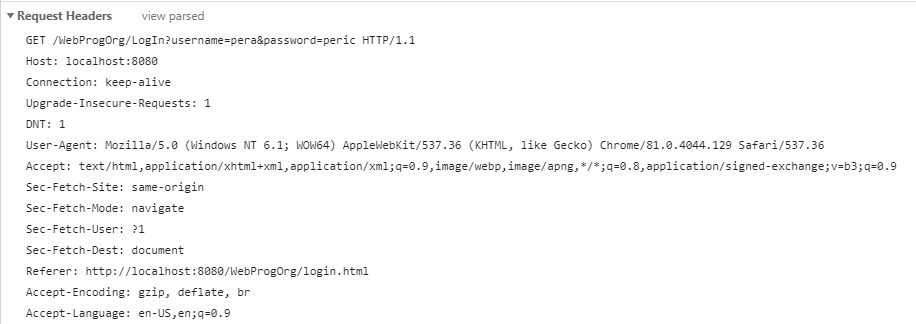 Request Headers view parsed
GET /WebProgOrg/LogIn?username=pera&password=peric HTTP/1.1
Host: localhost:8080
Connection: keep-alive
Upgrade-Insecure-Requests: 1
DNT: 1
User-Agent: Mozilla/5.0 (Windows NT 6.1; WOW64) AppleWebKit/537.36 (KHTML, like Gecko) Chrome/81.0.4044.129 Safari/537.36
Accept: text/html,application/xhtml+xml,application/xml;q=0.9,image/webp,image/apng,*/*;q=0.8,application/signed-exchange;v=b3;q=0.9
Sec-Fetch-Site: same-origin
Sec-Fetch-Mode: navigate
Sec-Fetch-User: ?1
Sec-Fetch-Dest: document
Referer: http://localhost:8080/WebProgOrg/login.html
Accept-Encoding: gzip, deflate, br
Accept-Language: en-US,en;q=0.9